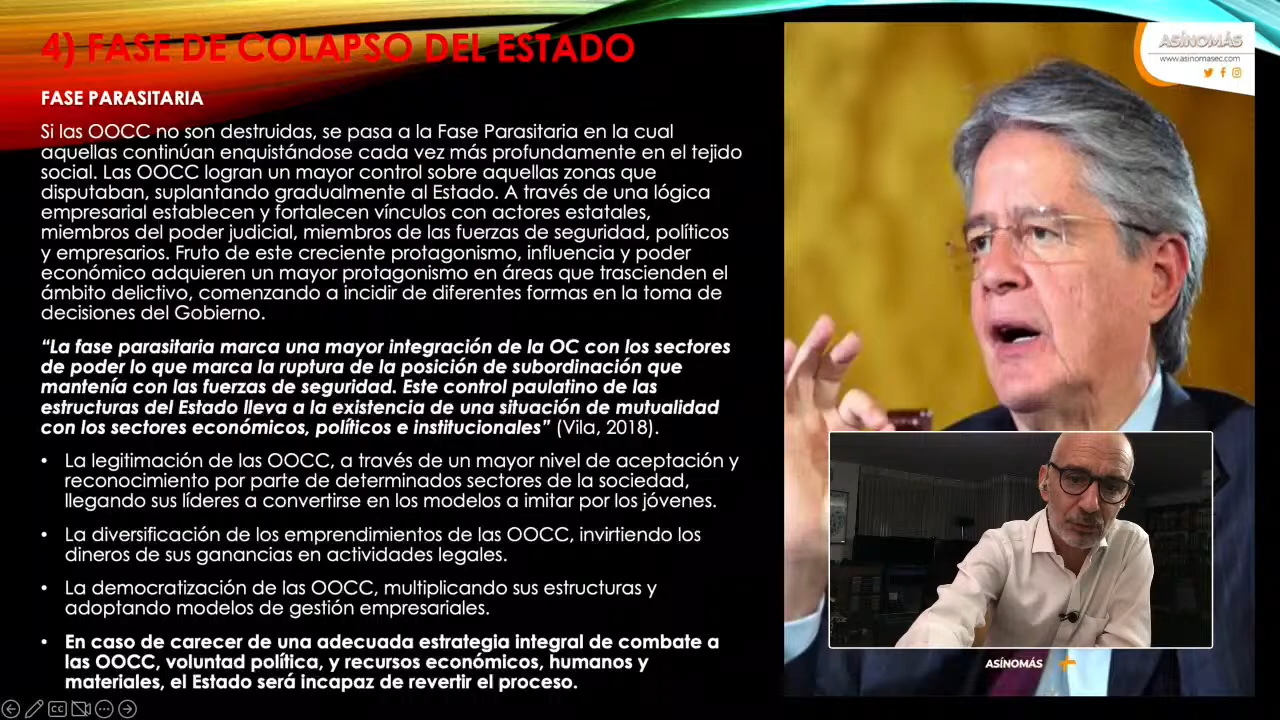 4) FASE DE COLAPSO DEL ESTADO
FASE PARASITARIA
Si las OOCC no son destruidas, se pasa a la Fase Parasitaria en la cual
aquellas continúan enquistándose cada vez más profundamente en el tejido
social. Las OOCC logran un mayor control sobre aquellas zonas que
disputaban, suplantando gradualmente al Estado. A través de una lógica
empresarial establecen y fortalecen vínculos con actores estatales,
miembros del poder judicial, miembros de las fuerzas de seguridad, políticos
y empresarios. Fruto de este creciente protagonismo, influencia y poder
económico adquieren un mayor protagonismo en áreas que trascienden el
ámbito delictivo, comenzando a incidir de diferentes formas en la toma de
decisiones del Gobierno.
“La fase parasitaria marca una mayor integración de la OC con los sectores
de poder lo que marca la ruptura de la posición de subordinación que
mantenía con las fuerzas de seguridad. Este control paulatino de las
estructuras del Estado lleva a la existencia de una situación de mutualidad
con los sectores económicos, políticos e institucionales” (Vila, 2018).
• La legitimación de las OOCC, a través de un mayor nivel de aceptación y
reconocimiento por parte de determinados sectores de la sociedad,
llegando sus líderes a convertirse en los modelos a imitar por los jóvenes.
• La diversificación de los emprendimientos de las OOCC, invirtiendo los
dineros de sus ganancias en actividades legales.
• La democratización de las OOCC, multiplicando sus estructuras y
adoptando modelos de gestión empresariales.
• En caso de carecer de una adecuada estrategia integral de combate a
las OOCC, voluntad política, y recursos económicos, humanos y
materiales, el Estado será incapaz de revertir el proceso.
ASÍNOMÁS
www.asinomasec.com
ASÍNOMÁS